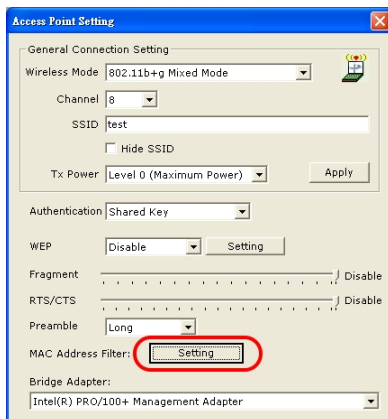 Access Point Setting
General Connection Setting
Wireless Mode 802.11b+g Mixed Mode
Channel 8
SSID test
Hide SSID
Tx Power Level 0 (Maximum Power) Apply
Authentication Shared Key
WEP Disable Setting
Fragment Disable
RTS/CTS Disable
Preamble Long
MAC Address Filter: Setting
Bridge Adapter:
Intel(R) PRO/100+ Management Adapter